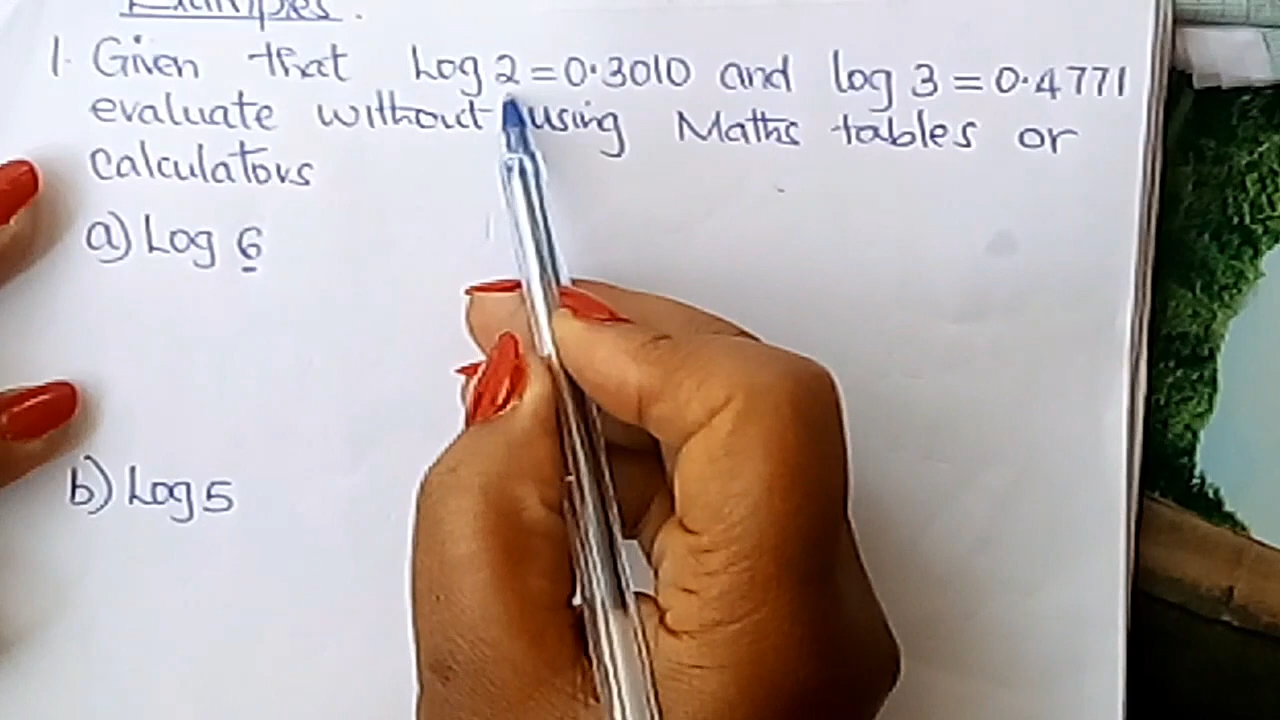 Examples.
1. Given that Log 2 = 0.3010 and log 3 = 0.4771
evaluate without using Maths tables or
calculators
a) Log 6
b) Log 5